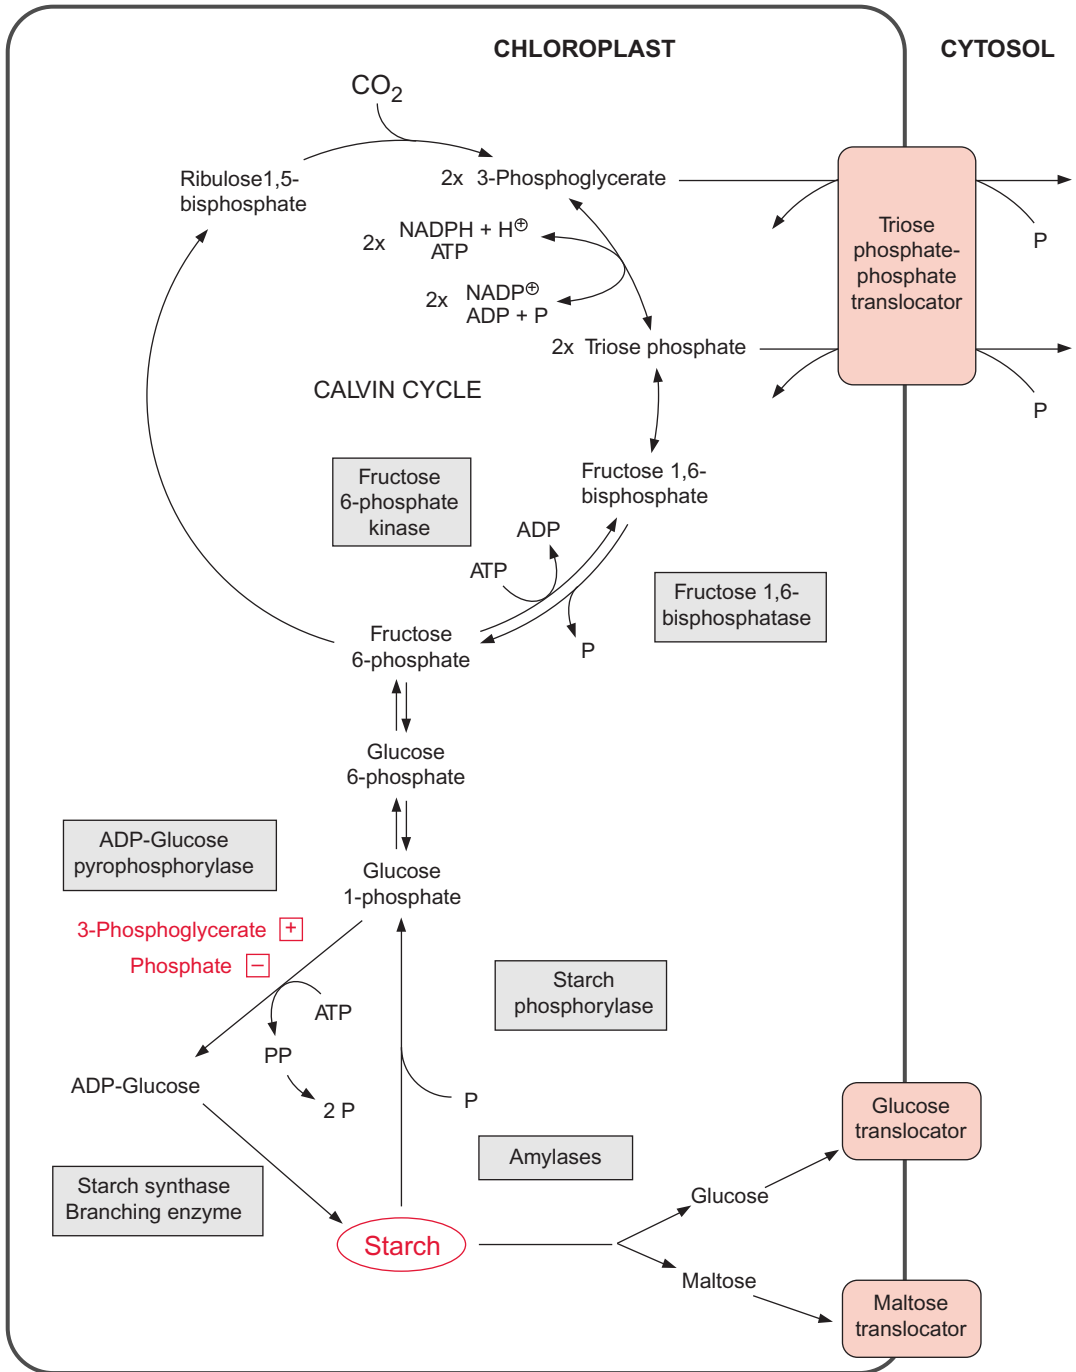 CHLOROPLAST
CYTOSOL
CO2
Ribulose1,5-
bisphosphate
2x 3-Phosphoglycerate
2x
NADPH + H⊕
ATP
2x
NADP⊕
ADP + P
Triose
phosphate-
phosphate
translocator
P
2x Triose phosphate
P
CALVIN CYCLE
Fructose
6-phosphate
kinase
Fructose 1,6-
bisphosphate
ADP
ATP
Fructose 1,6-
bisphosphatase
P
Fructose
6-phosphate
Glucose
6-phosphate
ADP-Glucose
pyrophosphorylase
Glucose
1-phosphate
3-Phosphoglycerate +
Phosphate −
Starch
phosphorylase
ATP
PP
2 P
ADP-Glucose
P
Glucose
translocator
Amylases
Starch synthase
Branching enzyme
Glucose
Starch
Maltose
Maltose
translocator